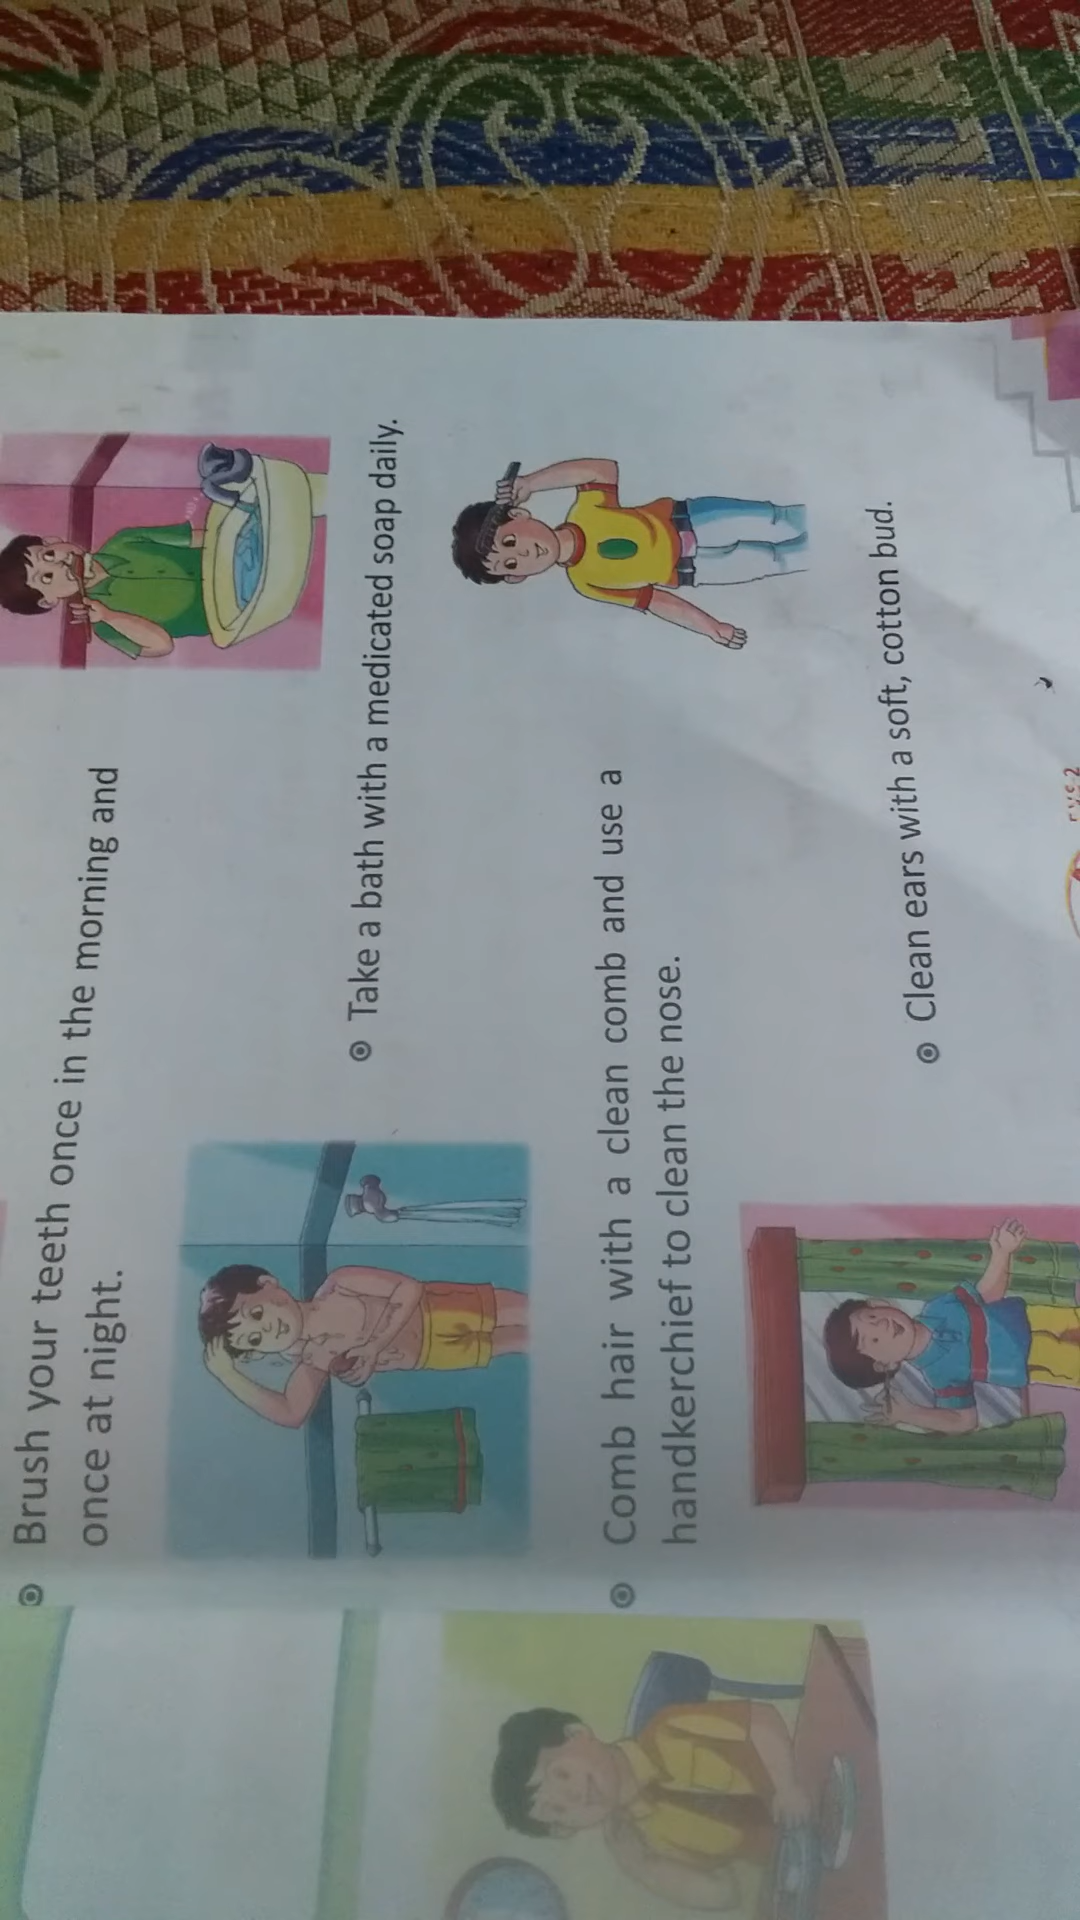 Brush your teeth once in the morning and
once at night.
Take a bath with a medicated soap daily.
Comb hair with a clean comb and use a
handkerchief to clean the nose.
Clean ears with a soft, cotton bud.